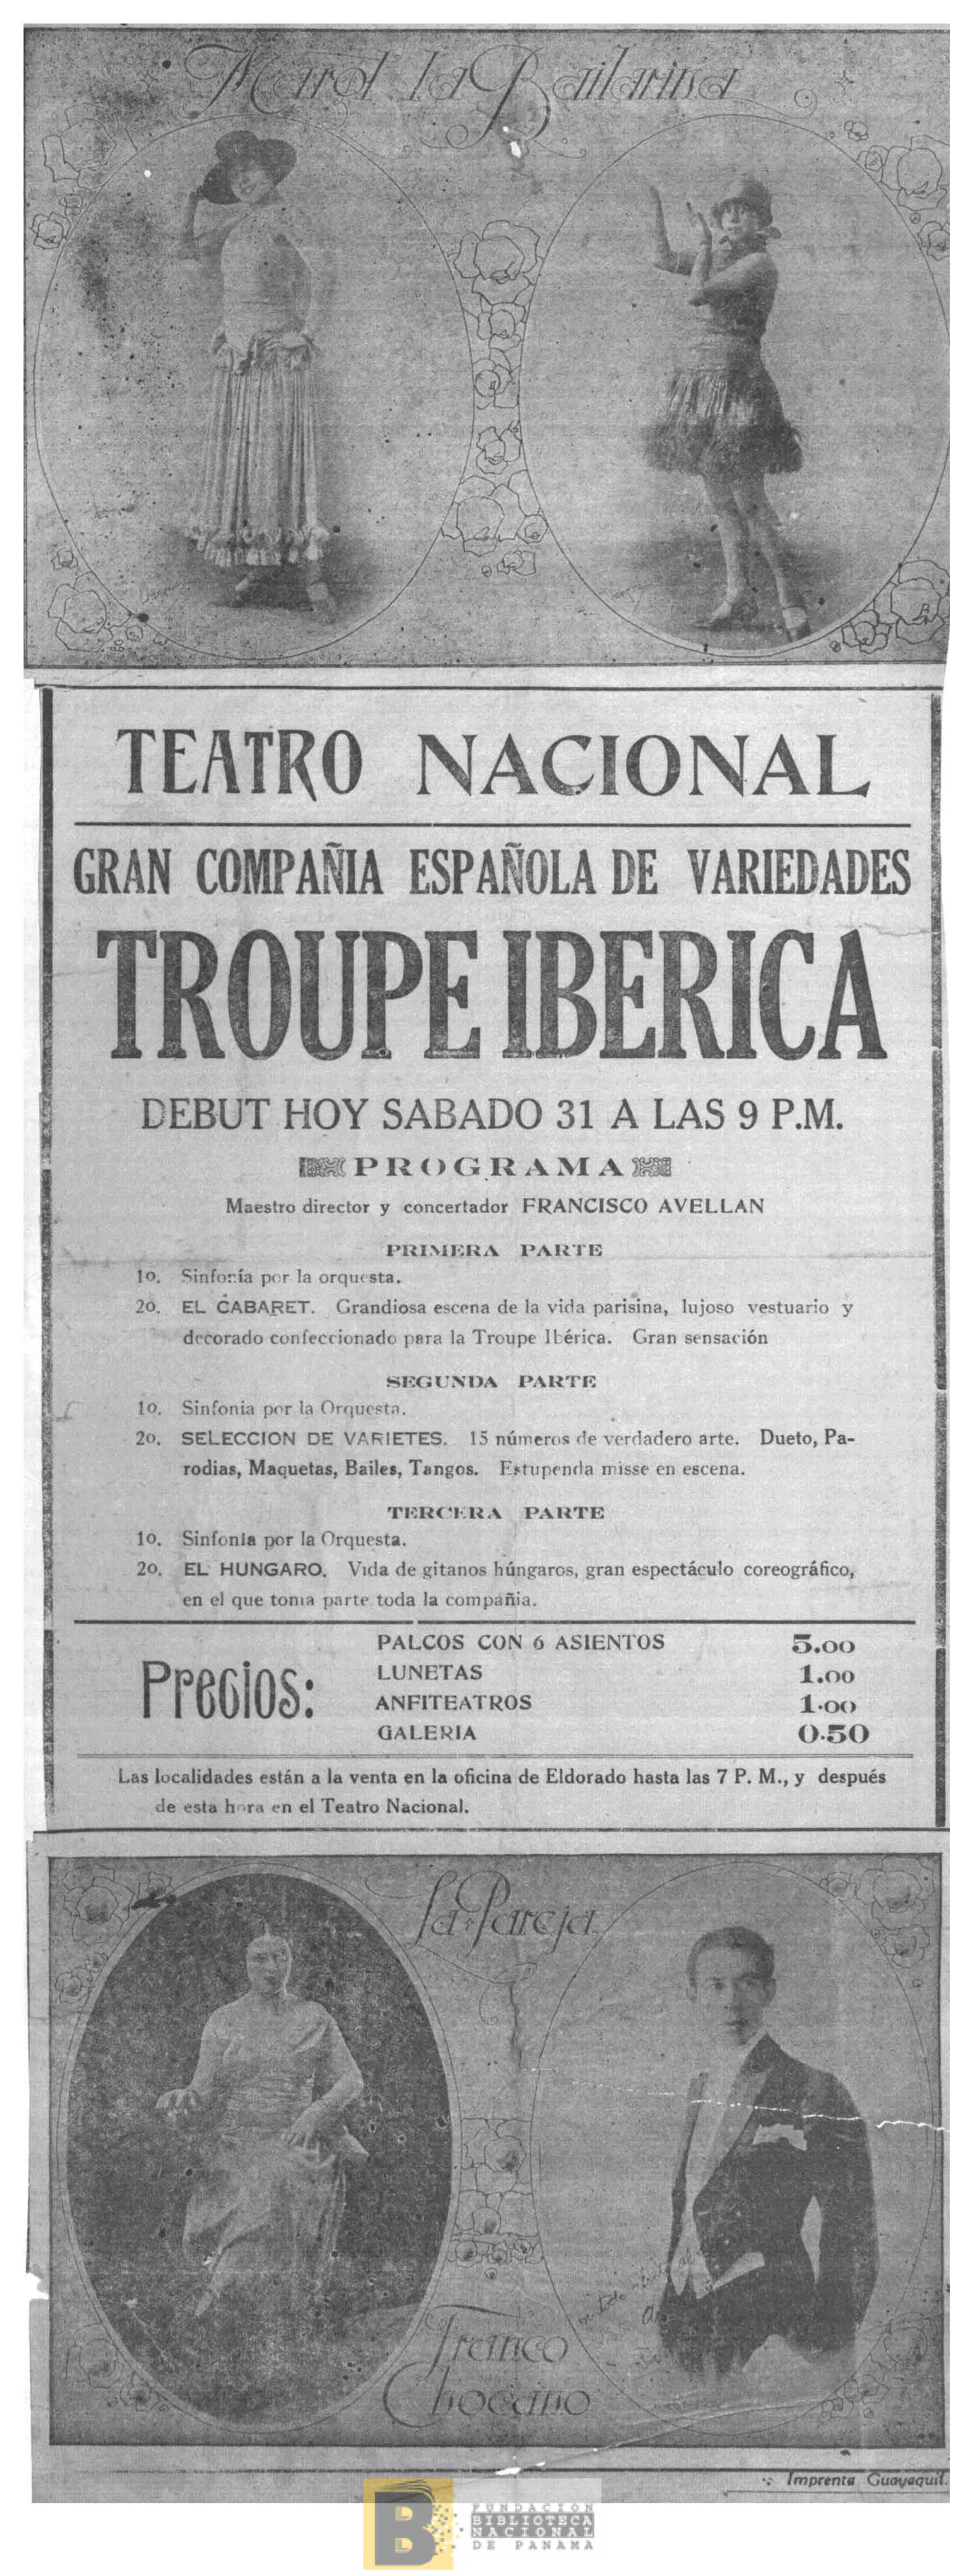 Marof la Bailarina
TEATRO NACIONAL
GRAN COMPAÑIA ESPAÑOLA DE VARIEDADES
TROUPE IBERICA
DEBUT HOY SABADO 31 A LAS 9 P.M.
PROGRAMA
Maestro director y concertador FRANCISCO AVELLAN
PRIMERA PARTE
1o. Sinfonía por la orquesta.
2o. EL CABARET. Grandiosa escena de la vida parisina, lujoso vestuario y
decorado confeccionado para la Troupe Ibérica. Gran sensación
SEGUNDA PARTE
1o. Sinfonia por la Orquesta.
2o. SELECCION DE VARIETES. 15 números de verdadero arte. Dueto, Pa-
rodias, Maquetas, Bailes, Tangos. Estupenda misse en escena.
TERCERA PARTE
1o. Sinfonia por la Orquesta.
2o. EL HUNGARO. Vida de gitanos húngaros, gran espectáculo coreográfico,
en el que toma parte toda la compañia.
Precios:
PALCOS CON 6 ASIENTOS 5.00
LUNETAS 1.00
ANFITEATROS 1.00
GALERIA 0.50
Las localidades están a la venta en la oficina de Eldorado hasta las 7 P. M., y después
de esta hora en el Teatro Nacional.
La Pareja
Franco
Chocano
Imprenta Guayaquil.
B
FUNDACIÓN
BIBLIOTECA
NACIONAL
DE PANAMA